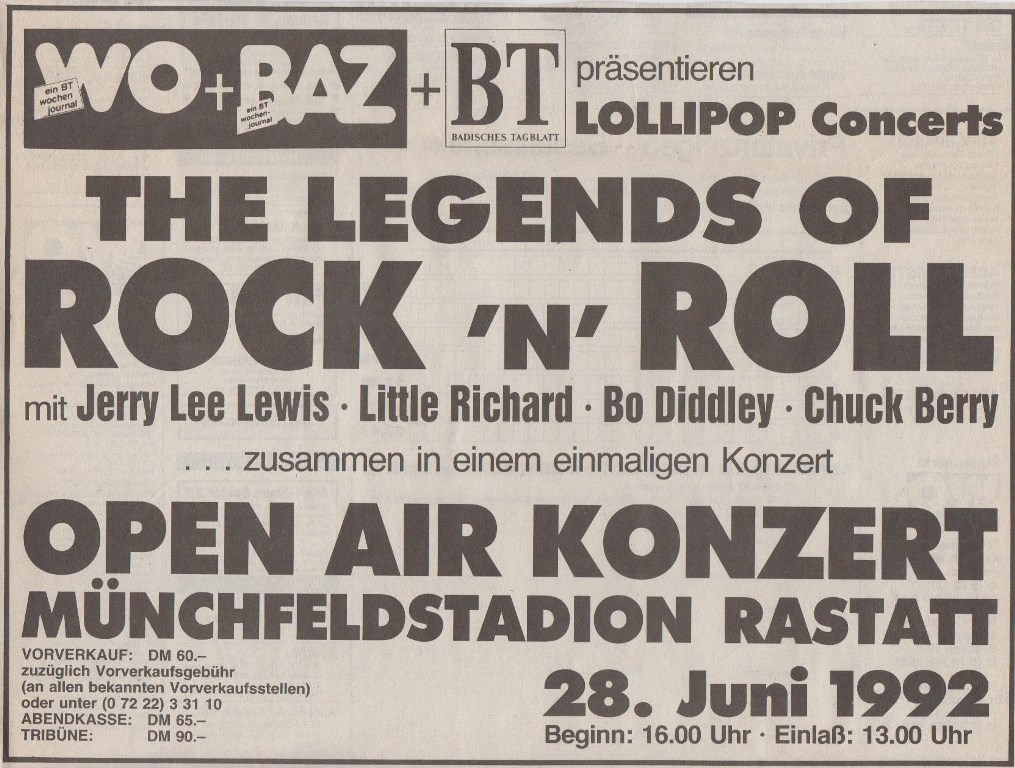 WO + BAZ + BT präsentieren
ein BT
wochen
journal
ein BT
wochen-
journal
BADISCHES TAGBLATT
LOLLIPOP Concerts
THE LEGENDS OF
ROCK 'N' ROLL
mit Jerry Lee Lewis · Little Richard · Bo Diddley · Chuck Berry
. . . zusammen in einem einmaligen Konzert
OPEN AIR KONZERT
MÜNCHFELDSTADION RASTATT
VORVERKAUF: DM 60.–
zuzüglich Vorverkaufsgebühr
(an allen bekannten Vorverkaufsstellen)
oder unter (0 72 22) 3 31 10
ABENDKASSE: DM 65.–
TRIBÜNE: DM 90.–
28. Juni 1992
Beginn: 16.00 Uhr · Einlaß: 13.00 Uhr